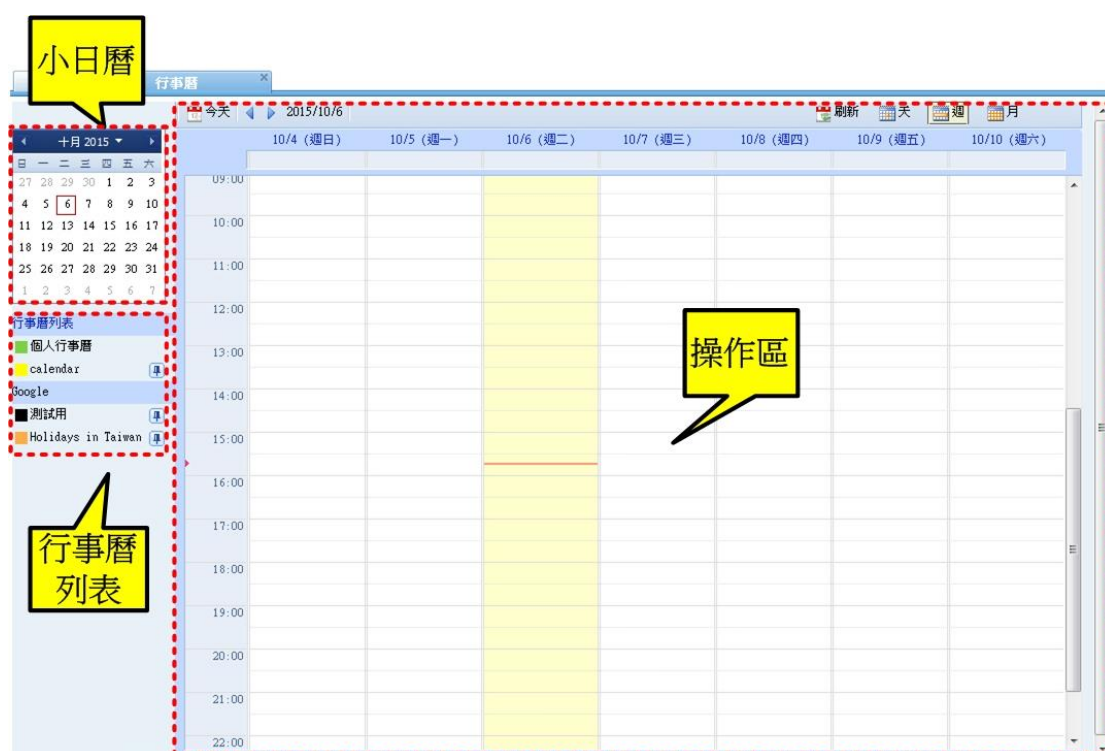 小日曆
行事曆
今天 2015/10/6 刷新 天 週 月
十月 2015
日 一 二 三 四 五 六
27 28 29 30 1 2 3
4 5 6 7 8 9 10
11 12 13 14 15 16 17
18 19 20 21 22 23 24
25 26 27 28 29 30 31
1 2 3 4 5 6 7
行事曆列表
個人行事曆
calendar
Google
測試用
Holidays in Taiwan
行事曆
列表
10/4 (週日) 10/5 (週一) 10/6 (週二) 10/7 (週三) 10/8 (週四) 10/9 (週五) 10/10 (週六)
09:00
10:00
11:00
12:00
13:00
14:00
15:00
16:00
17:00
18:00
19:00
20:00
21:00
22:00
操作區